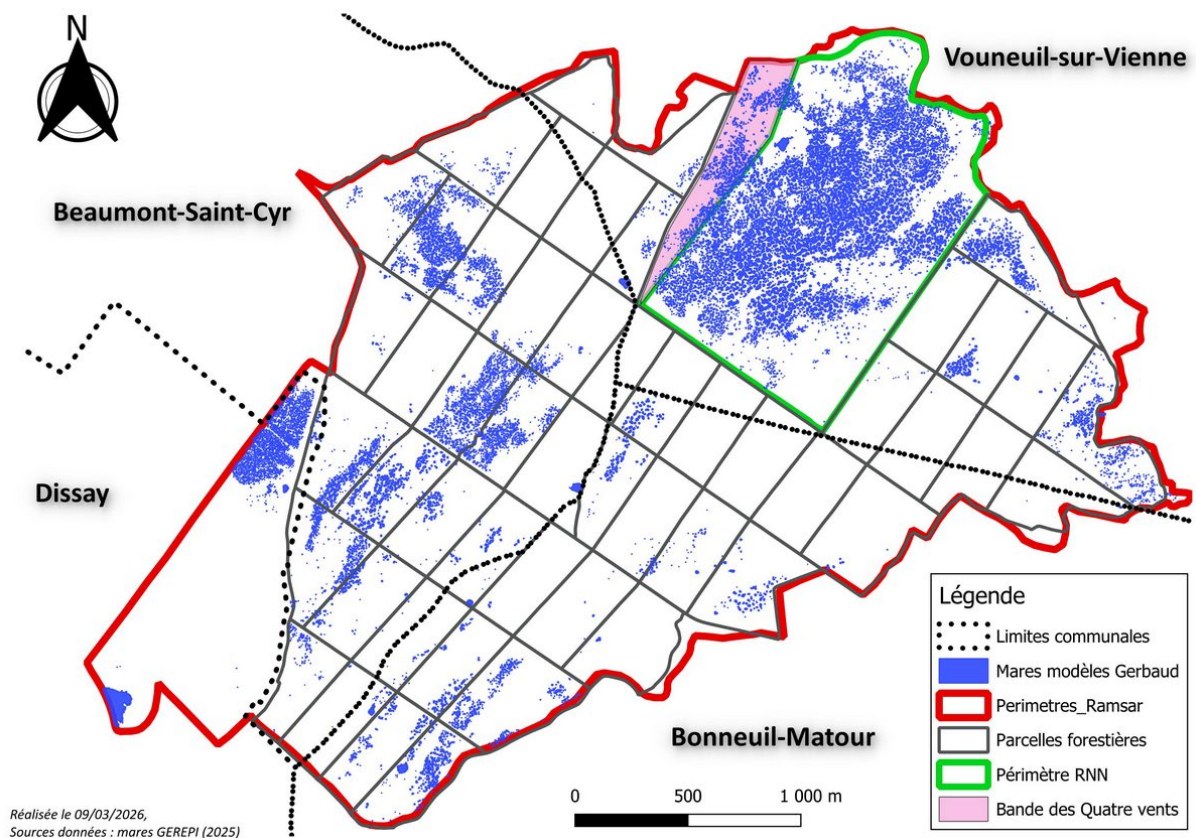 N
Vouneuil-sur-Vienne
Beaumont-Saint-Cyr
Dissay
Bonneuil-Matour
Légende
Limites communales
Mares modèles Gerbaud
Perimetres_Ramsar
Parcelles forestières
Périmètre RNN
Bande des Quatre vents
0 500 1 000 m
Réalisée le 09/03/2026,
Sources données : mares GEREPI (2025)